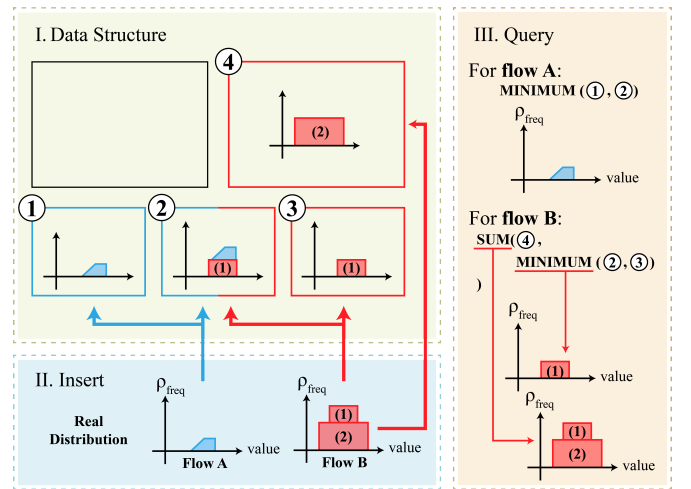 I. Data Structure
4
(2)
1
2
3
(1)
(1)
II. Insert
Real
Distribution
ρfreq
value
Flow A
ρfreq
(1)
(2)
value
Flow B
III. Query
For flow A:
MINIMUM (1, 2)
ρfreq
value
For flow B:
SUM(4,
MINIMUM (2, 3)
)
ρfreq
(1)
value
ρfreq
(1)
(2)
value